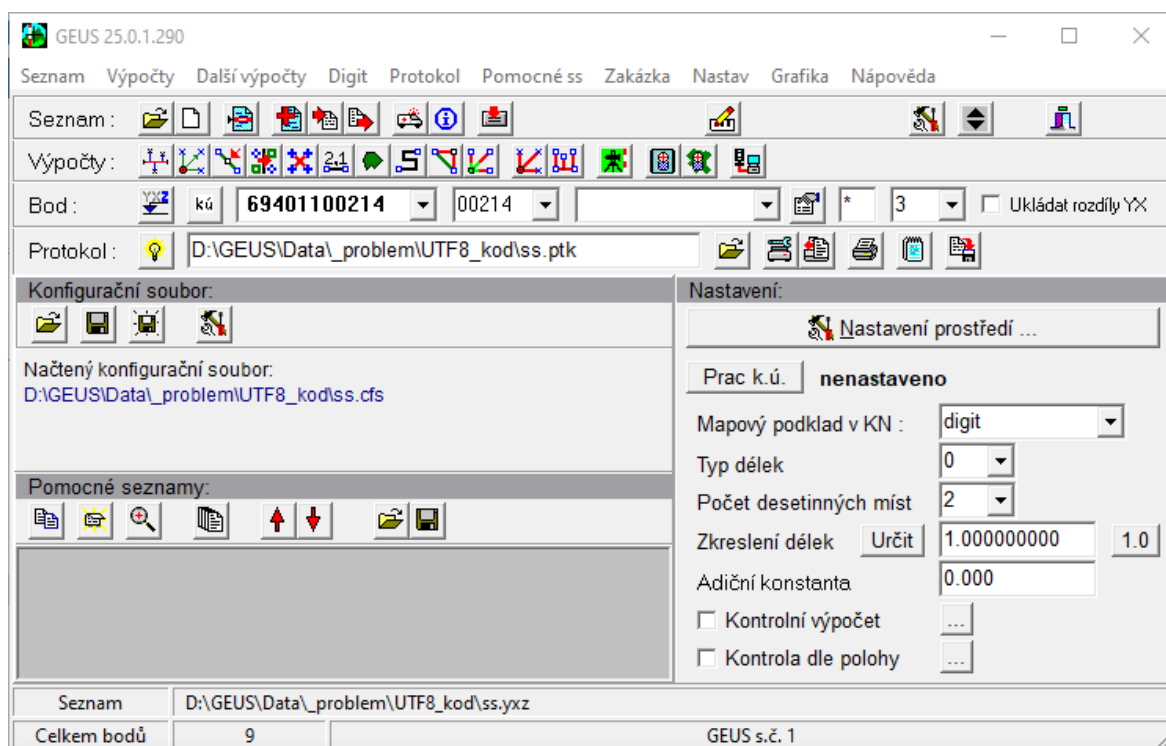 GEUS 25.0.1.290
Seznam Výpočty Další výpočty Digit Protokol Pomocné ss Zakázka Nastav Grafika Nápověda
Seznam :
Výpočty : 2.1
Bod : YXZ kú 69401100214 00214 * 3 Ukládat rozdíly YX
Protokol : D:\GEUS\Data\_problem\UTF8_kod\ss.ptk
Konfigurační soubor:
Načtený konfigurační soubor:
D:\GEUS\Data\_problem\UTF8_kod\ss.cfs
Pomocné seznamy:
Nastavení:
Nastavení prostředí ...
Prac k.ú. nenastaveno
Mapový podklad v KN : digit
Typ délek 0
Počet desetinných míst 2
Zkreslení délek Určit 1.000000000 1.0
Adiční konstanta 0.000
Kontrolní výpočet ...
Kontrola dle polohy ...
Seznam D:\GEUS\Data\_problem\UTF8_kod\ss.yxz
Celkem bodů 9 GEUS s.č. 1